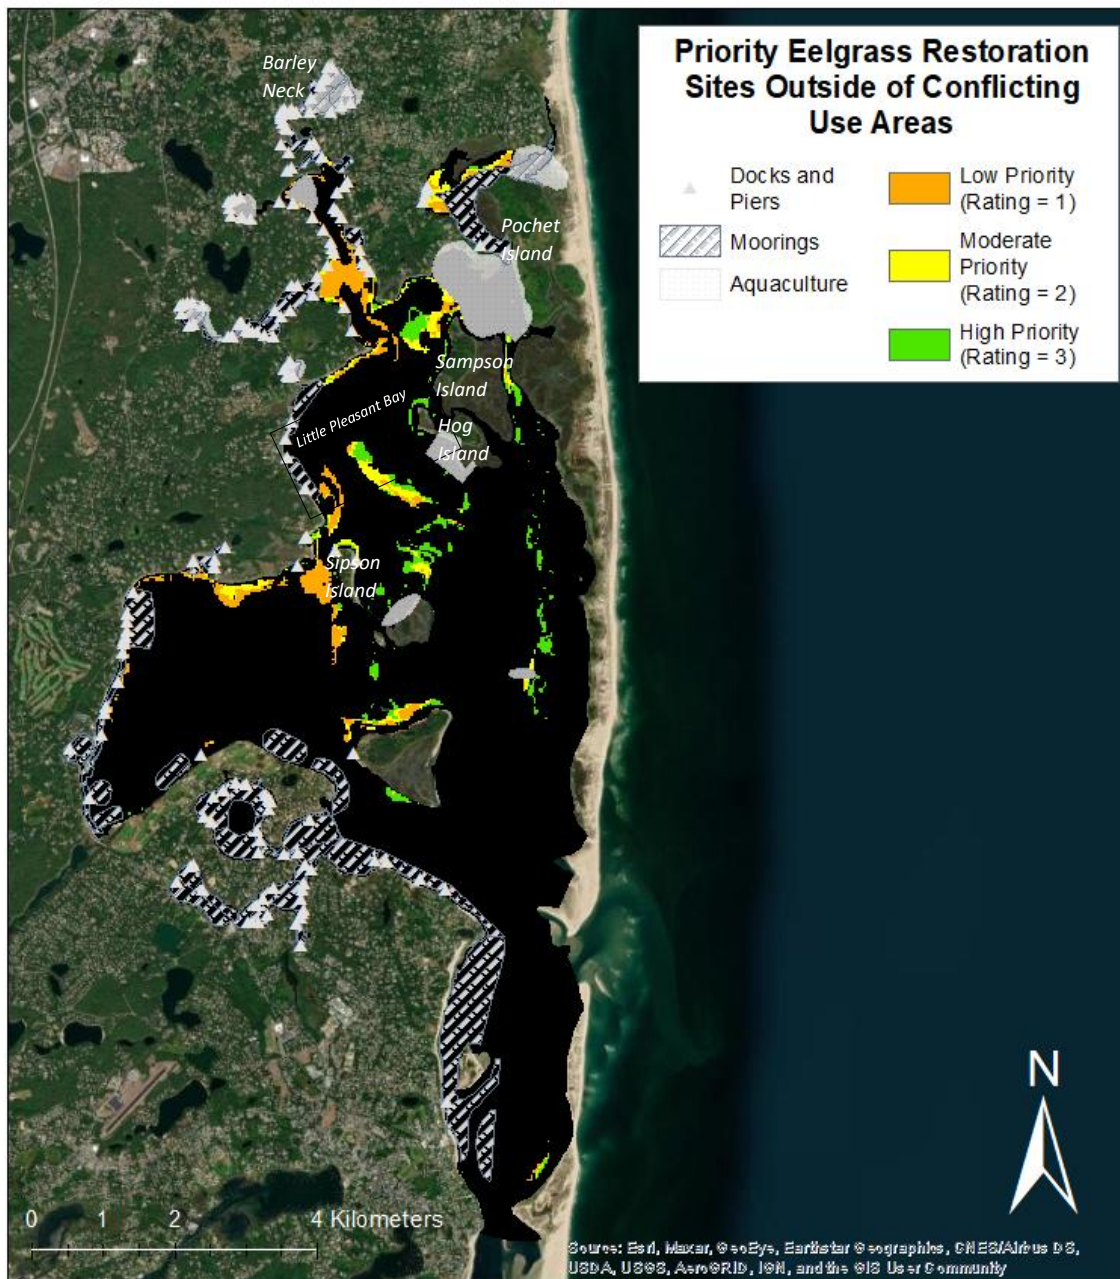 Priority Eelgrass Restoration
Sites Outside of Conflicting
Use Areas
Docks and
Piers
Moorings
Aquaculture
Low Priority
(Rating = 1)
Moderate
Priority
(Rating = 2)
High Priority
(Rating = 3)
Barley
Neck
Pochet
Island
Sampson
Island
Little Pleasant Bay
Hog
Island
Sipson
Island
N
0 1 2 4 Kilometers
Source: Esri, Maxar, GeoEye, Earthstar Geographics, CNES/Airbus DS,
USDA, USGS, AeroGRID, IGN, and the GIS User Community